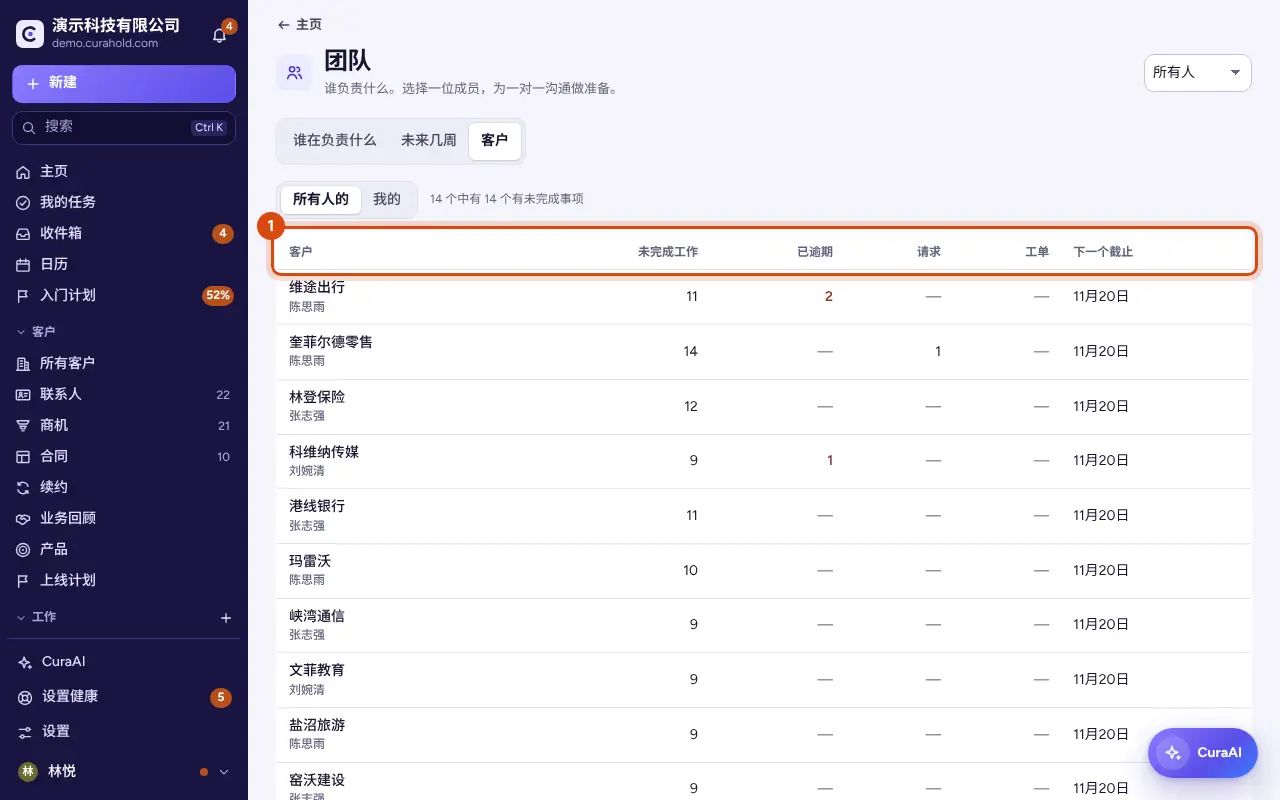 演示科技有限公司
demo.curahold.com
4
新建
搜索
Ctrl K
主页
我的任务
收件箱
4
日历
入门计划
52%
客户
所有客户
联系人
22
商机
21
合同
10
续约
业务回顾
产品
上线计划
工作
CuraAI
设置健康
5
设置
林
林悦
主页
团队
谁负责什么。选择一位成员，为一对一沟通做准备。
所有人
谁在负责什么
未来几周
客户
所有人的
我的
14 个中有 14 个有未完成事项
1
客户 未完成工作 已逾期 请求 工单 下一个截止
维途出行 11 2 — — 11月20日
陈思雨
奎菲尔德零售 14 — 1 — 11月20日
陈思雨
林登保险 12 — — — 11月20日
张志强
科维纳传媒 9 1 — — 11月20日
刘婉清
港线银行 11 — — — 11月20日
张志强
玛雷沃 10 — — — 11月20日
陈思雨
峡湾通信 9 — — — 11月20日
张志强
文菲教育 9 — — — 11月20日
刘婉清
盐沼旅游 9 — — — 11月20日
陈思雨
窑沃建设 9 — — — 11月20日
张志强
CuraAI